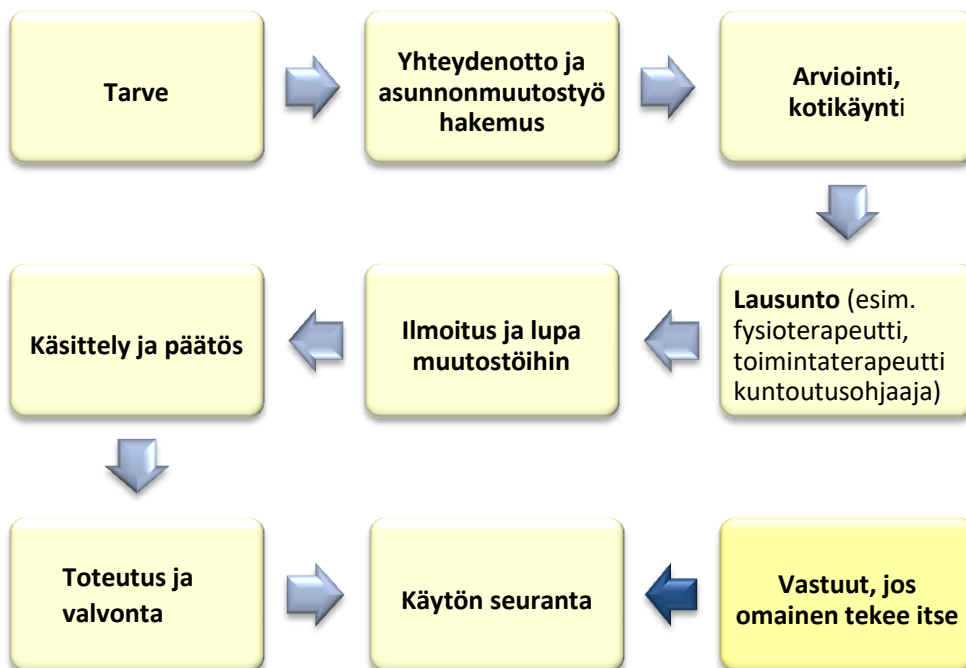 Tarve
Yhteydenotto ja
asunnonmuutostyö
hakemus
Arviointi,
kotikäynti
Lausunto (esim.
fysioterapeutti,
toimintaterapeutti
kuntoutusohjaaja)
Ilmoitus ja lupa
muutostöihin
Käsittely ja päätös
Toteutus ja
valvonta
Käytön seuranta
Vastuut, jos
omainen tekee itse